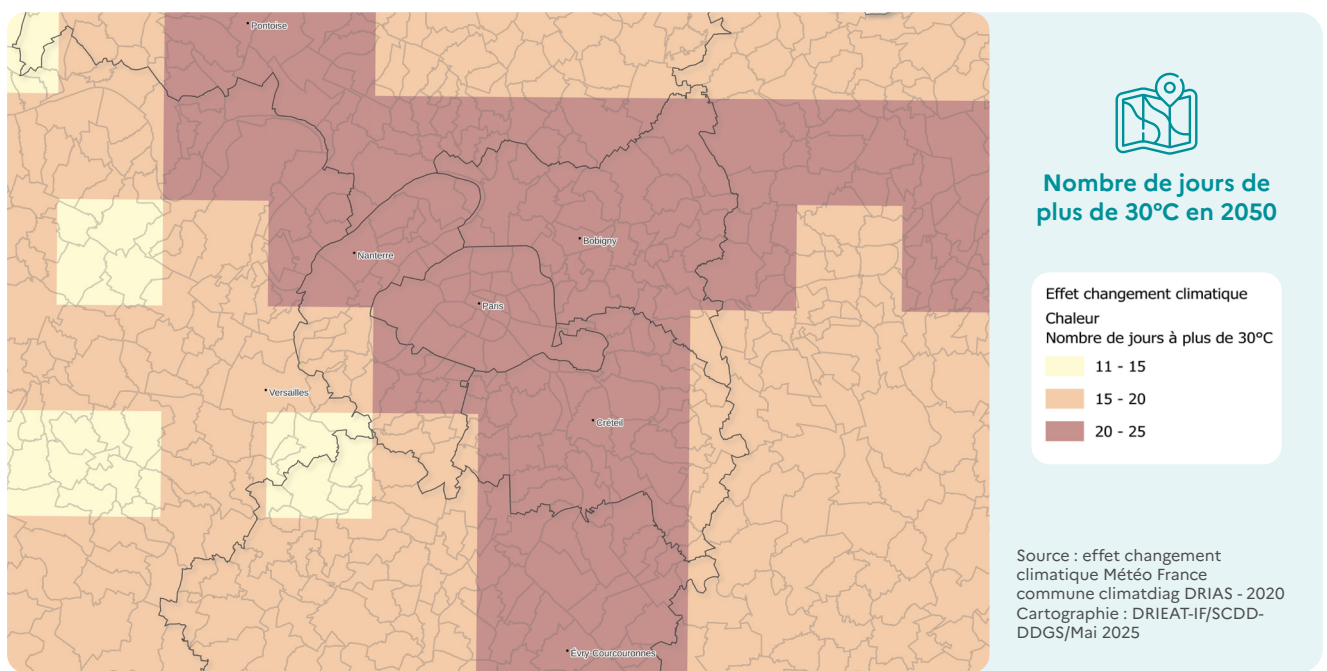 Pontoise
Nanterre
Bobigny
Paris
Versailles
Créteil
Évry-Courcouronnes
Nombre de jours de
plus de 30°C en 2050
Effet changement climatique
Chaleur
Nombre de jours à plus de 30°C
11 - 15
15 - 20
20 - 25
Source : effet changement
climatique Météo France
commune climatdiag DRIAS - 2020
Cartographie : DRIEAT-IF/SCDD-
DDGS/Mai 2025